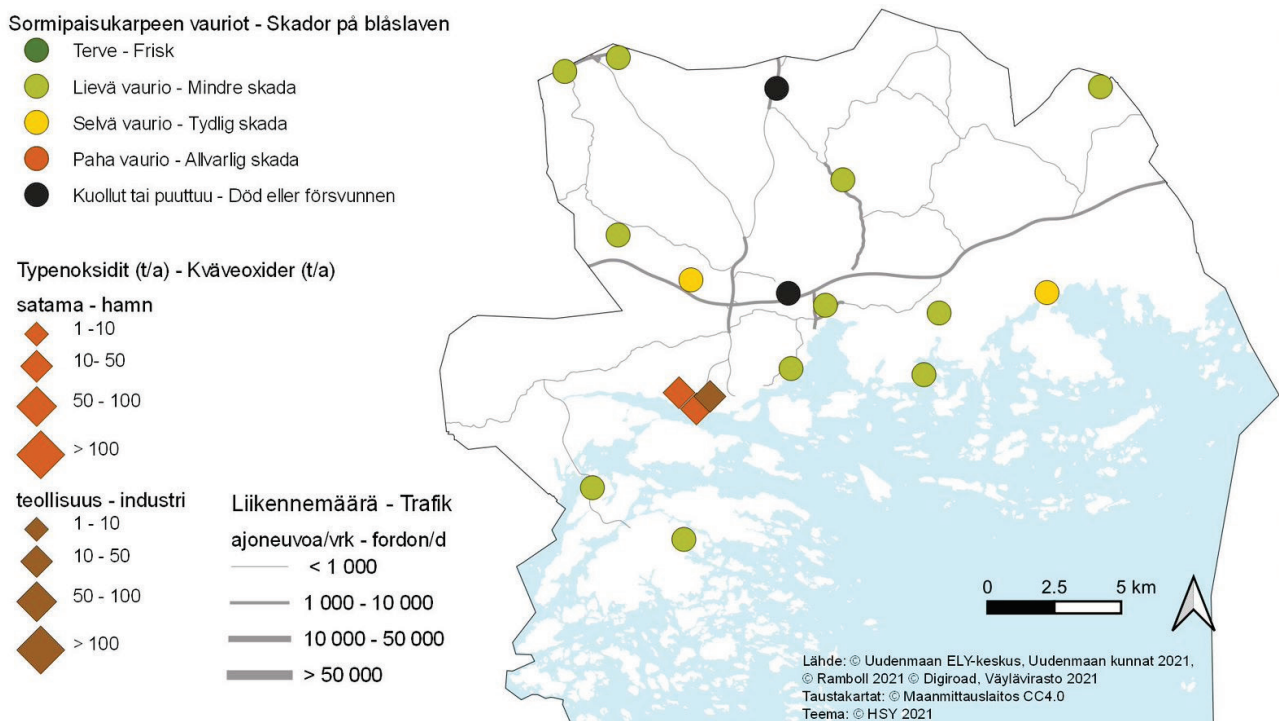 Sormipaisukarpeen vauriot - Skador på blåslaven
Terve - Frisk
Lievä vaurio - Mindre skada
Selvä vaurio - Tydlig skada
Paha vaurio - Allvarlig skada
Kuollut tai puuttuu - Död eller försvunnen
Typenoksidit (t/a) - Kväveoxider (t/a)
satama - hamn
1 -10
10- 50
50 - 100
> 100
teollisuus - industri
1 - 10
10 - 50
50 - 100
> 100
Liikennemäärä - Trafik
ajoneuvoa/vrk - fordon/d
< 1 000
1 000 - 10 000
10 000 - 50 000
> 50 000
0 2.5 5 km
Lähde: © Uudenmaan ELY-keskus, Uudenmaan kunnat 2021,
© Ramboll 2021 © Digiroad, Väylävirasto 2021
Taustakartat: © Maanmittauslaitos CC4.0
Teema: © HSY 2021